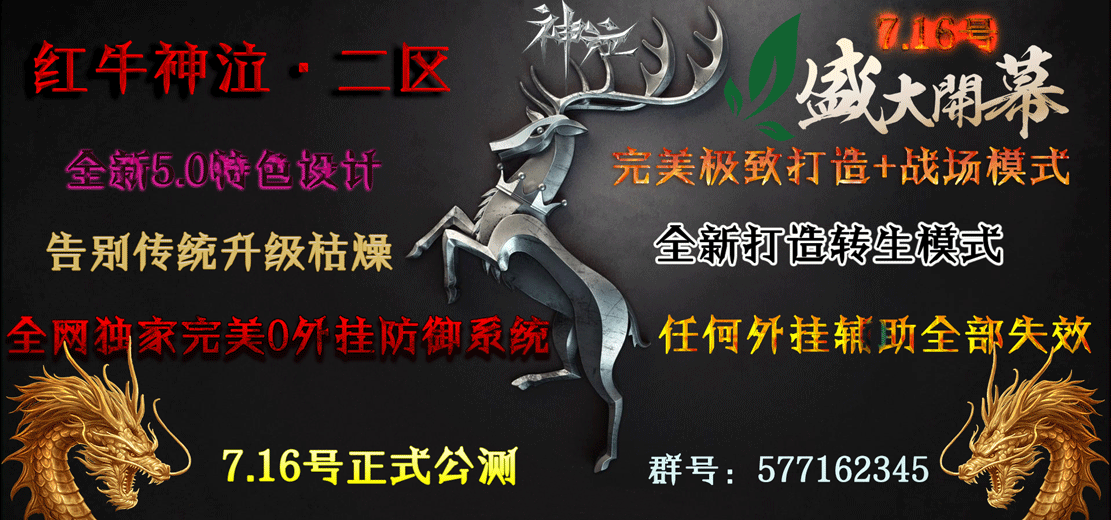 神泣
7.16号
红牛神泣·二区
盛大開幕
全新5.0特色设计
完美极致打造+战场模式
告别传统升级枯燥
全新打造转生模式
全网独家完美0外挂防御系统
任何外挂辅助全部失效
7.16号正式公测
群号：577162345